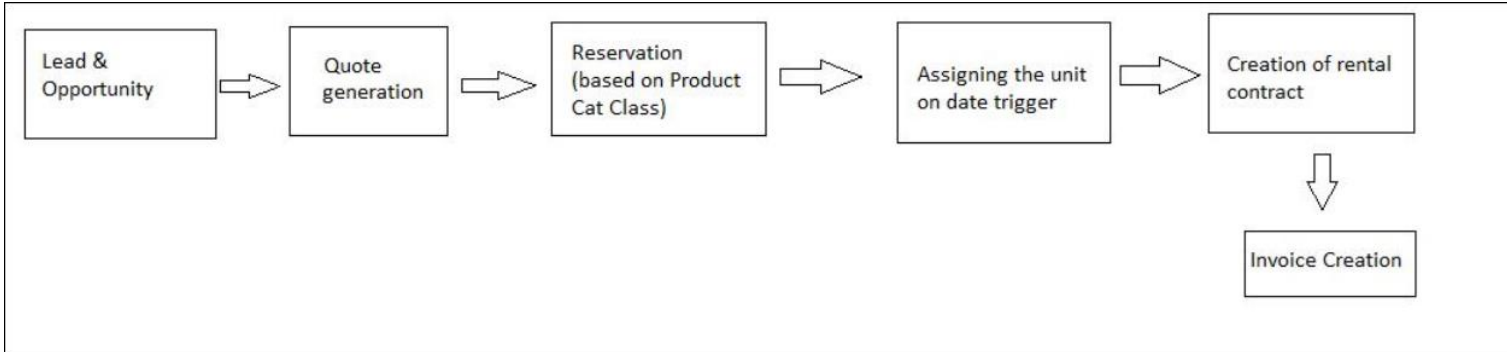 Lead &
Opportunity
Quote
generation
Reservation
(based on Product
Cat Class)
Assigning the unit
on date trigger
Creation of rental
contract
Invoice Creation